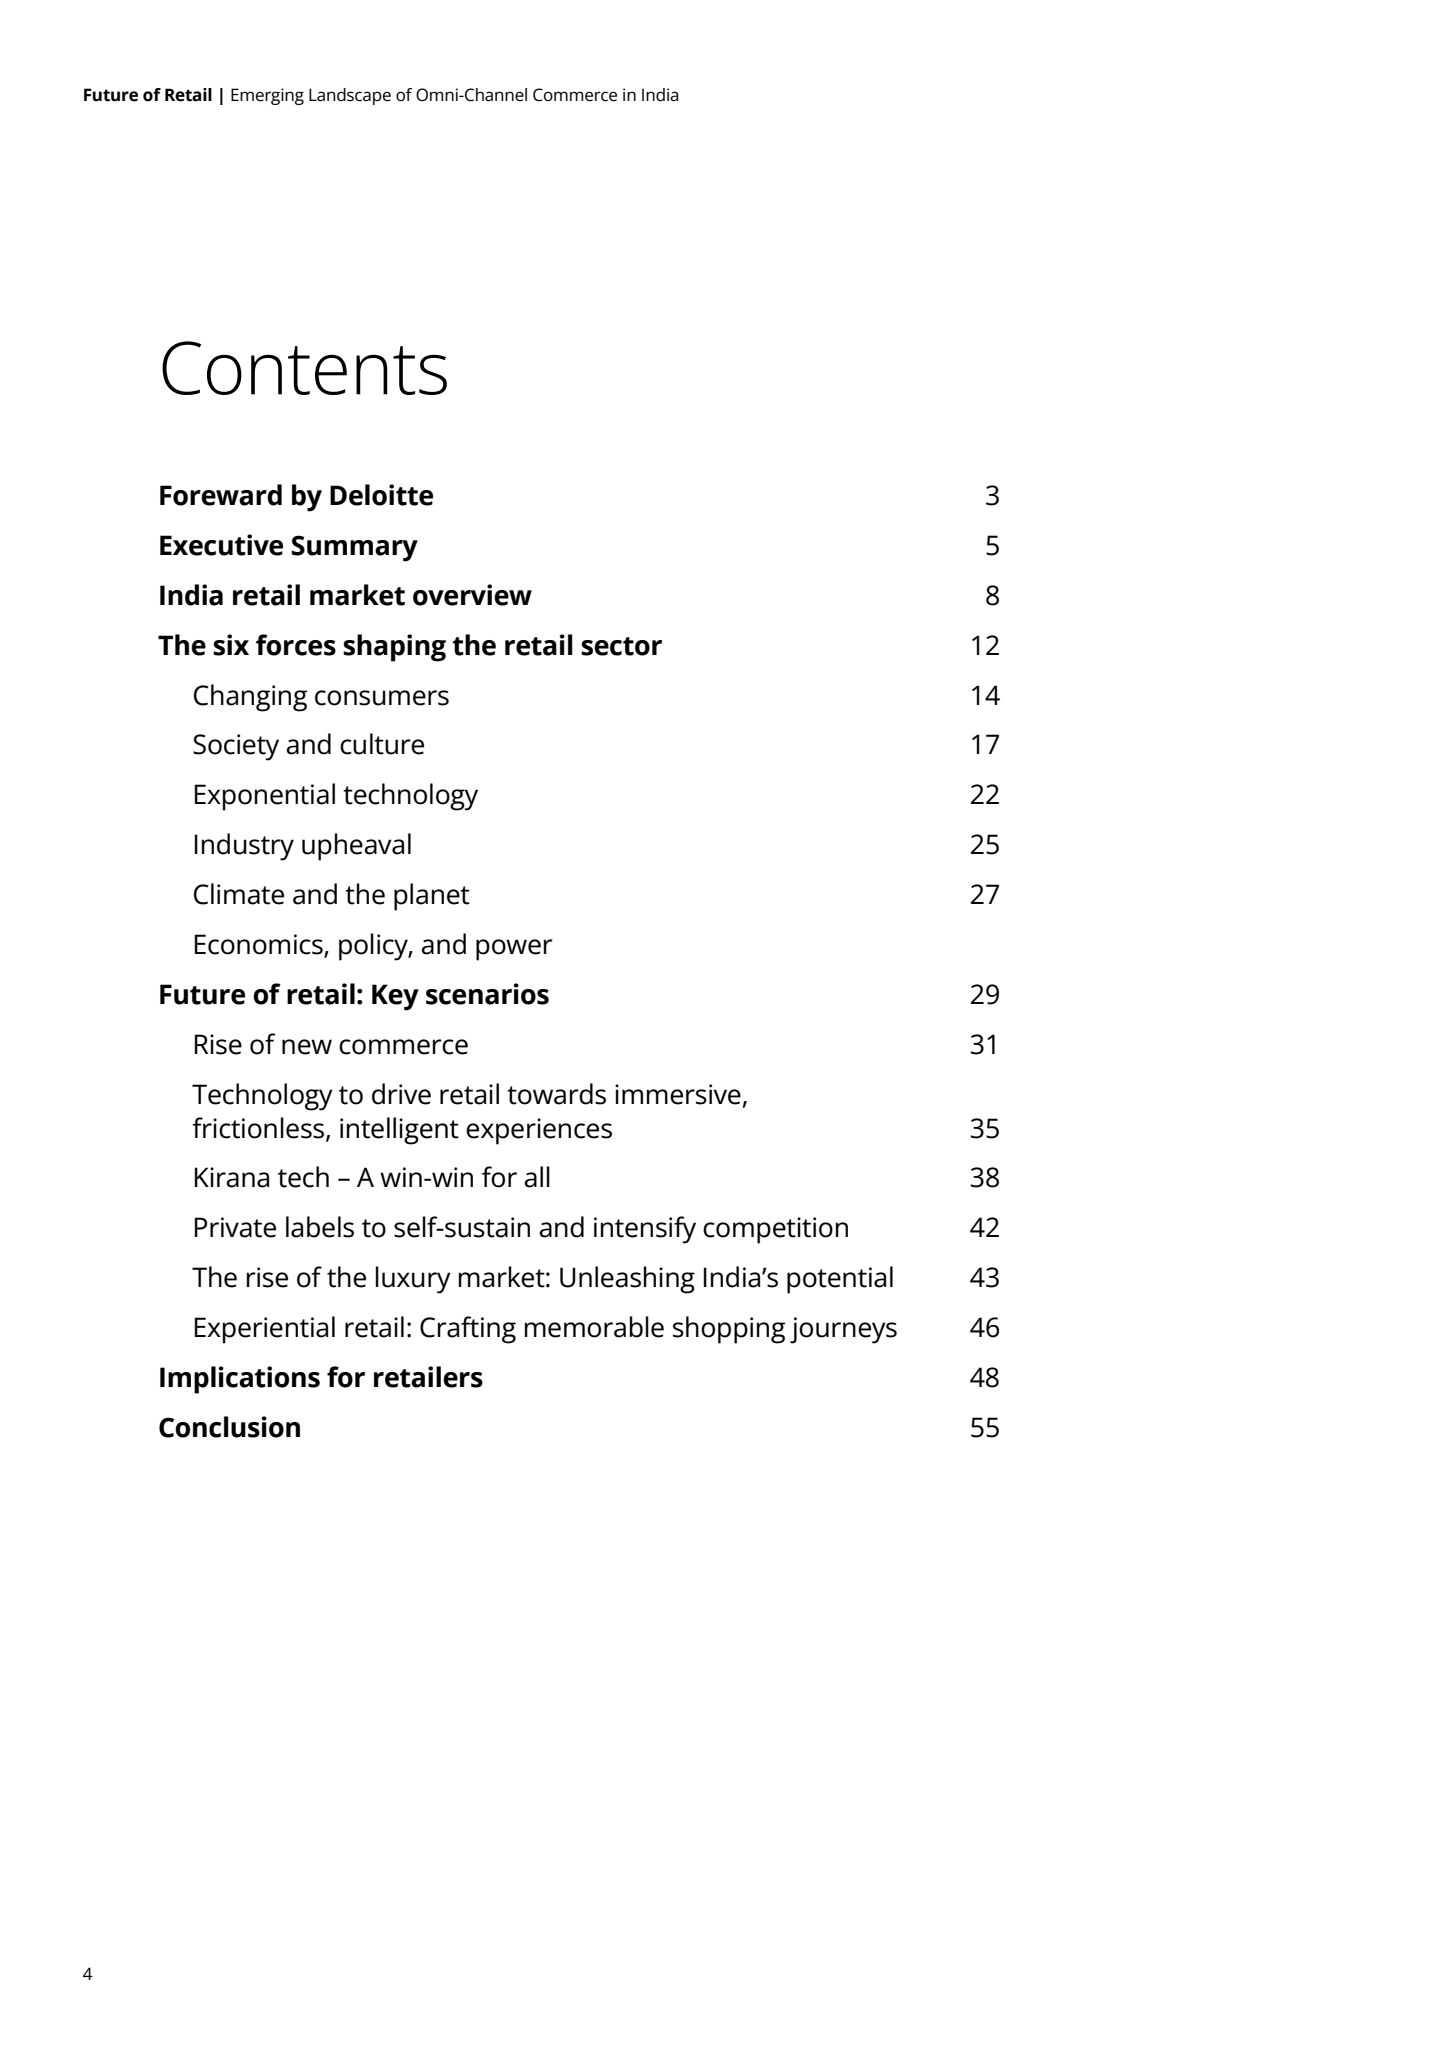 Future of Retail | Emerging Landscape of Omni-Channel Commerce in India
Contents
Foreward by Deloitte 3
Executive Summary 5
India retail market overview 8
The six forces shaping the retail sector 12
Changing consumers 14
Society and culture 17
Exponential technology 22
Industry upheaval 25
Climate and the planet 27
Economics, policy, and power
Future of retail: Key scenarios 29
Rise of new commerce 31
Technology to drive retail towards immersive,
frictionless, intelligent experiences 35
Kirana tech – A win-win for all 38
Private labels to self-sustain and intensify competition 42
The rise of the luxury market: Unleashing India’s potential 43
Experiential retail: Crafting memorable shopping journeys 46
Implications for retailers 48
Conclusion 55
4